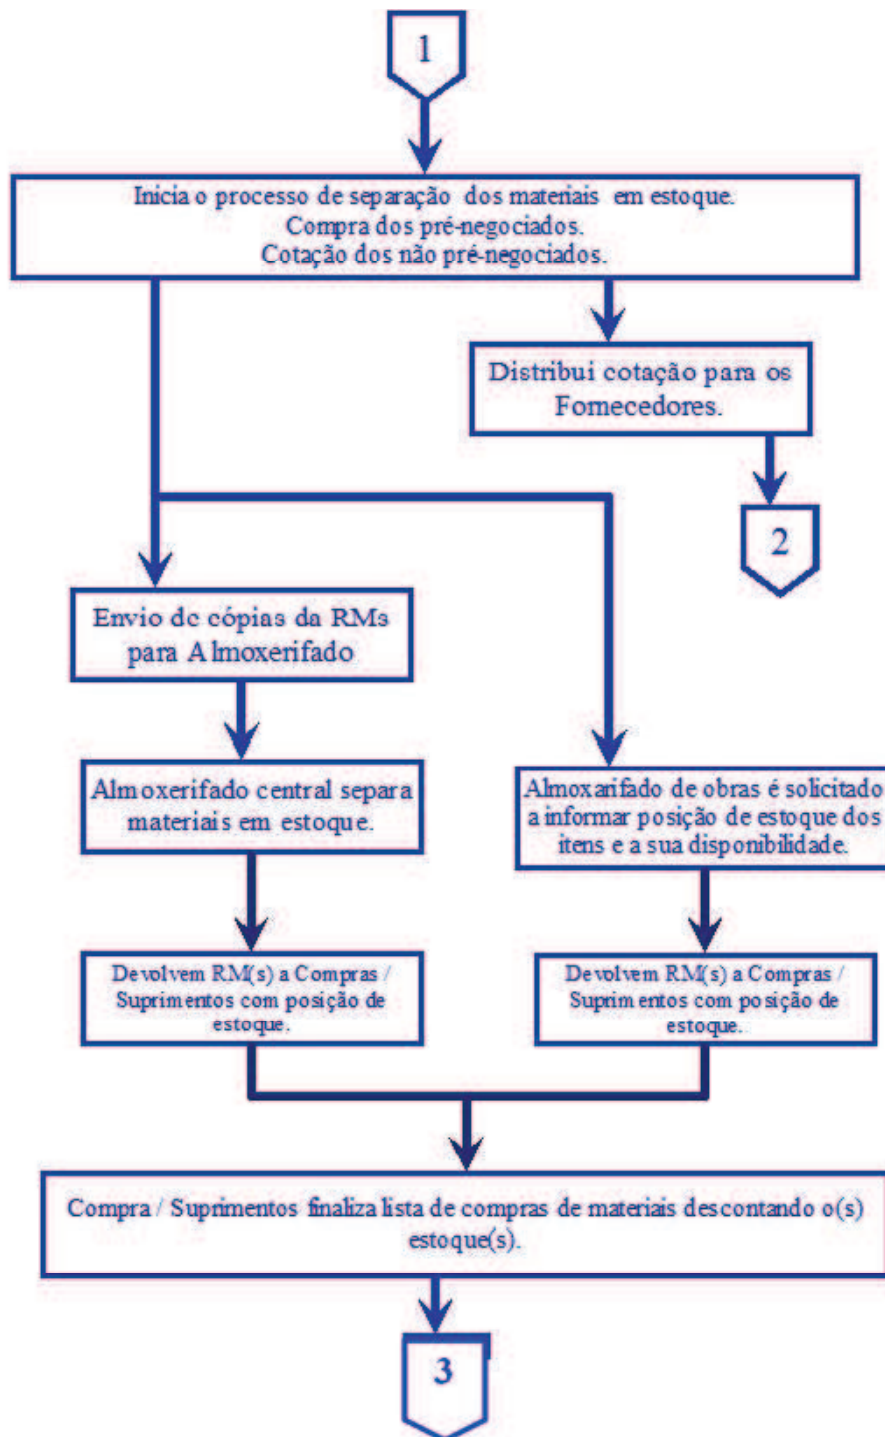 1
Inicia o processo de separação dos materiais em estoque.
Compra dos pré-negociados.
Cotação dos não pré-negociados.
Distribui cotação para os
Fornecedores.
2
Envio de cópias da RMs
para Almoxerifado
Almoxerifado central separa
materiais em estoque.
Almoxarifado de obras é solicitado
a informar posição de estoque dos
itens e a sua disponibilidade.
Devolvem RM(s) a Compras /
Suprimentos com posição de
estoque.
Devolvem RM(s) a Compras /
Suprimentos com posição de
estoque.
Compra / Suprimentos finaliza lista de compras de materiais descontando o(s)
estoque(s).
3